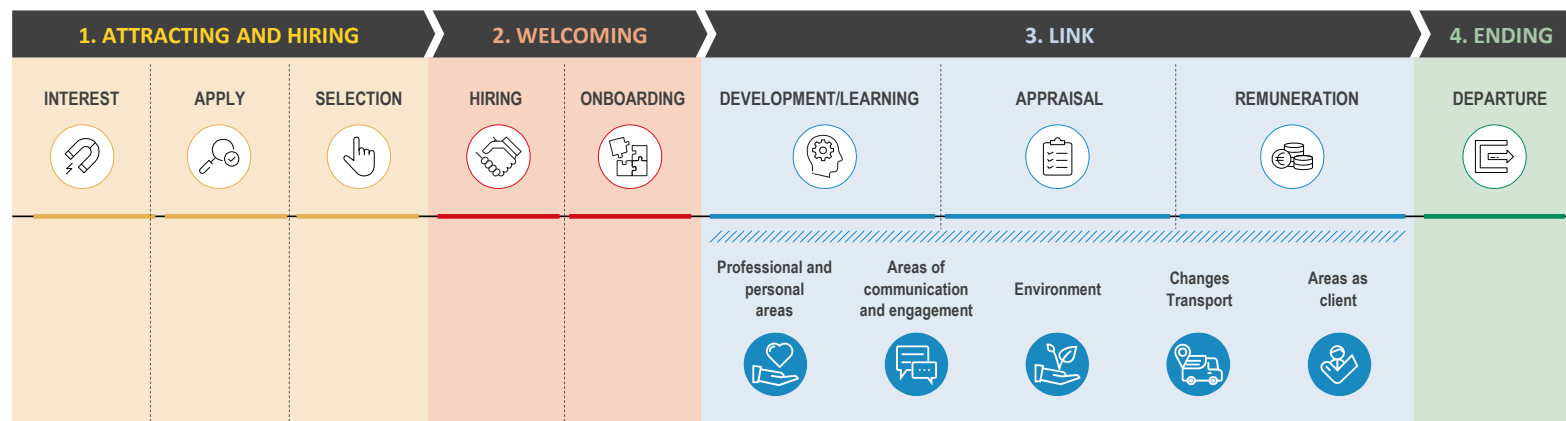 1. ATTRACTING AND HIRING
2. WELCOMING
3. LINK
4. ENDING
INTEREST
APPLY
SELECTION
HIRING
ONBOARDING
DEVELOPMENT/LEARNING
APPRAISAL
REMUNERATION
DEPARTURE
€
Professional and
personal
areas
Areas of
communication
and engagement
Environment
Changes
Transport
Areas as
client